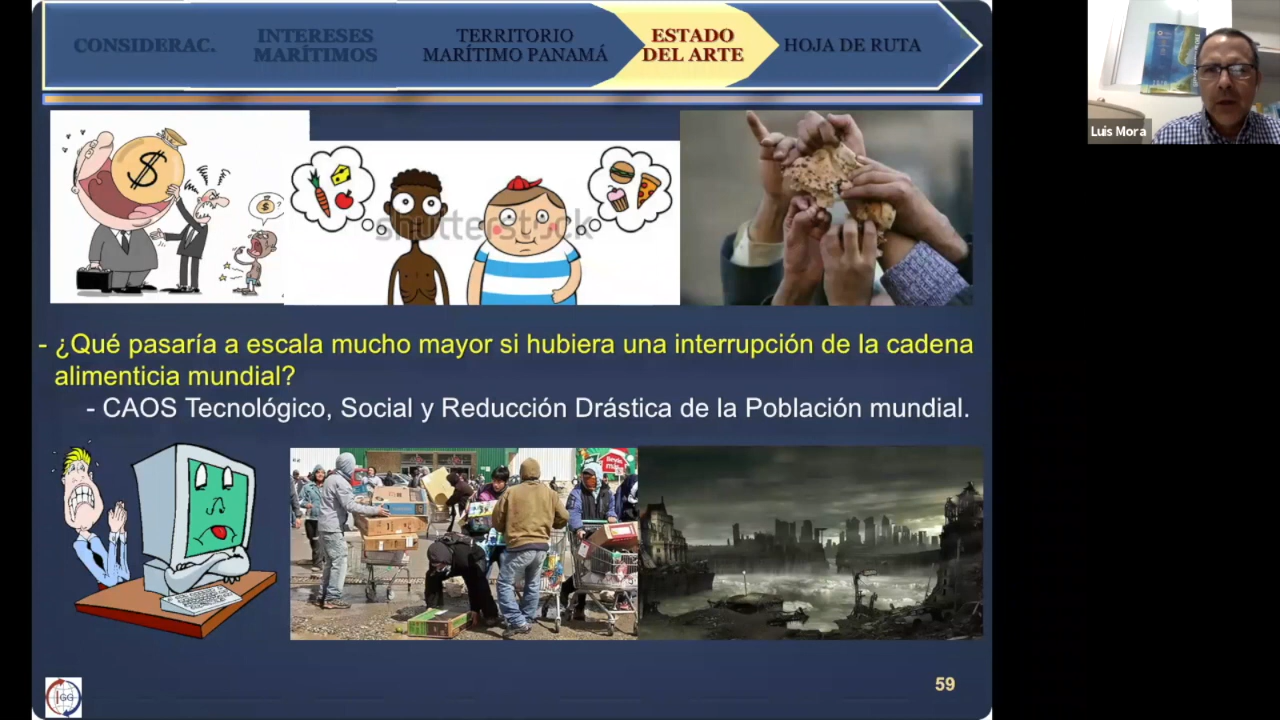 CONSIDERAC.
INTERESES
MARÍTIMOS
TERRITORIO
MARÍTIMO PANAMÁ
ESTADO
DEL ARTE
HOJA DE RUTA
Luis Mora
$
$
shutterstock
- ¿Qué pasaría a escala mucho mayor si hubiera una interrupción de la cadena
alimenticia mundial?
- CAOS Tecnológico, Social y Reducción Drástica de la Población mundial.
IGG
59